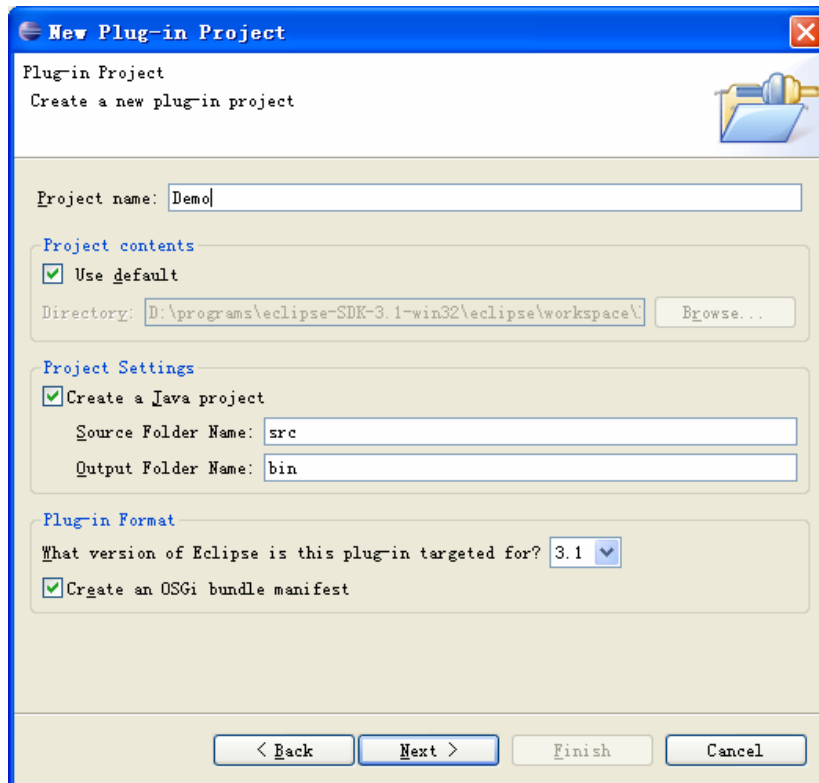 New Plug-in Project
Plug-in Project
Create a new plug-in project
Project name: Demo
Project contents
Use default
Directory: D:\programs\eclipse-SDK-3.1-win32\eclipse\workspace\
Browse...
Project Settings
Create a Java project
Source Folder Name: src
Output Folder Name: bin
Plug-in Format
What version of Eclipse is this plug-in targeted for? 3.1
Create an OSGi bundle manifest
< Back Next > Finish Cancel